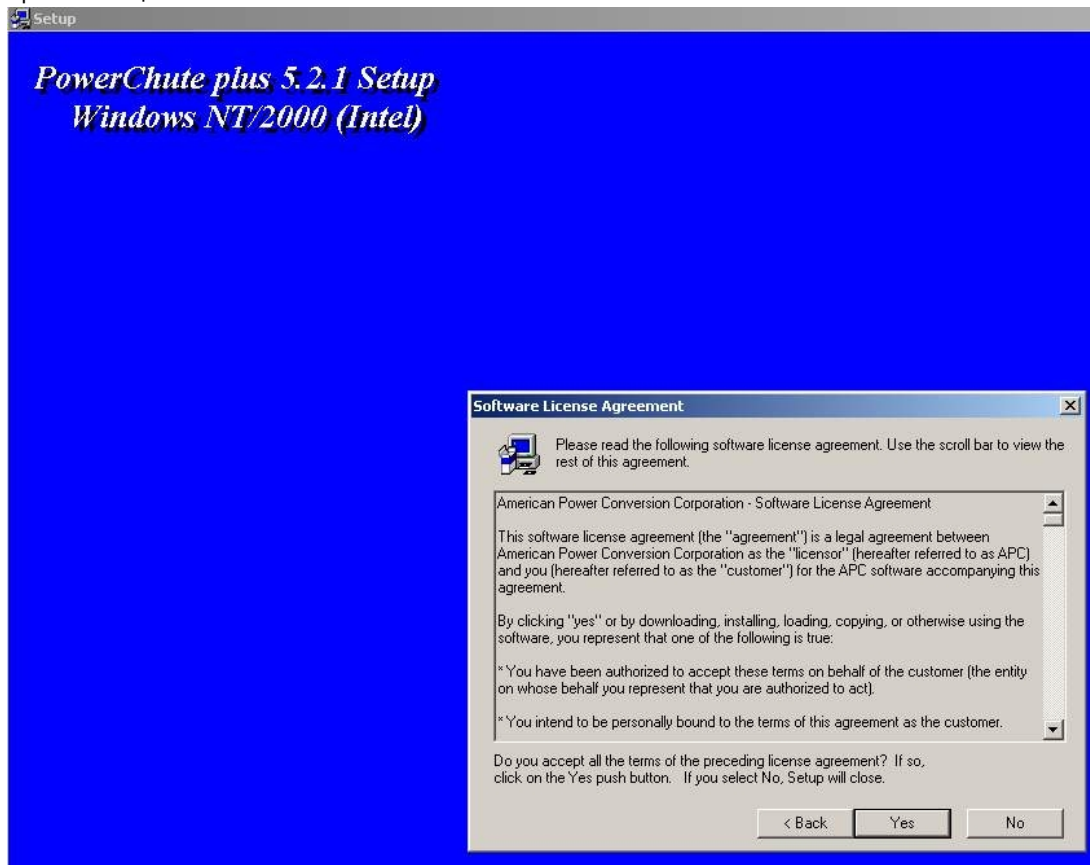 Setup
PowerChute plus 5.2.1 Setup
Windows NT/2000 (Intel)
Software License Agreement
Please read the following software license agreement. Use the scroll bar to view the
rest of this agreement.
American Power Conversion Corporation - Software License Agreement
This software license agreement (the "agreement") is a legal agreement between
American Power Conversion Corporation as the "licensor" (hereafter referred to as APC)
and you (hereafter referred to as the "customer") for the APC software accompanying this
agreement.
By clicking "yes" or by downloading, installing, loading, copying, or otherwise using the
software, you represent that one of the following is true:
* You have been authorized to accept these terms on behalf of the customer (the entity
on whose behalf you represent that you are authorized to act).
* You intend to be personally bound to the terms of this agreement as the customer.
Do you accept all the terms of the preceding license agreement? If so,
click on the Yes push button. If you select No, Setup will close.
< Back Yes No